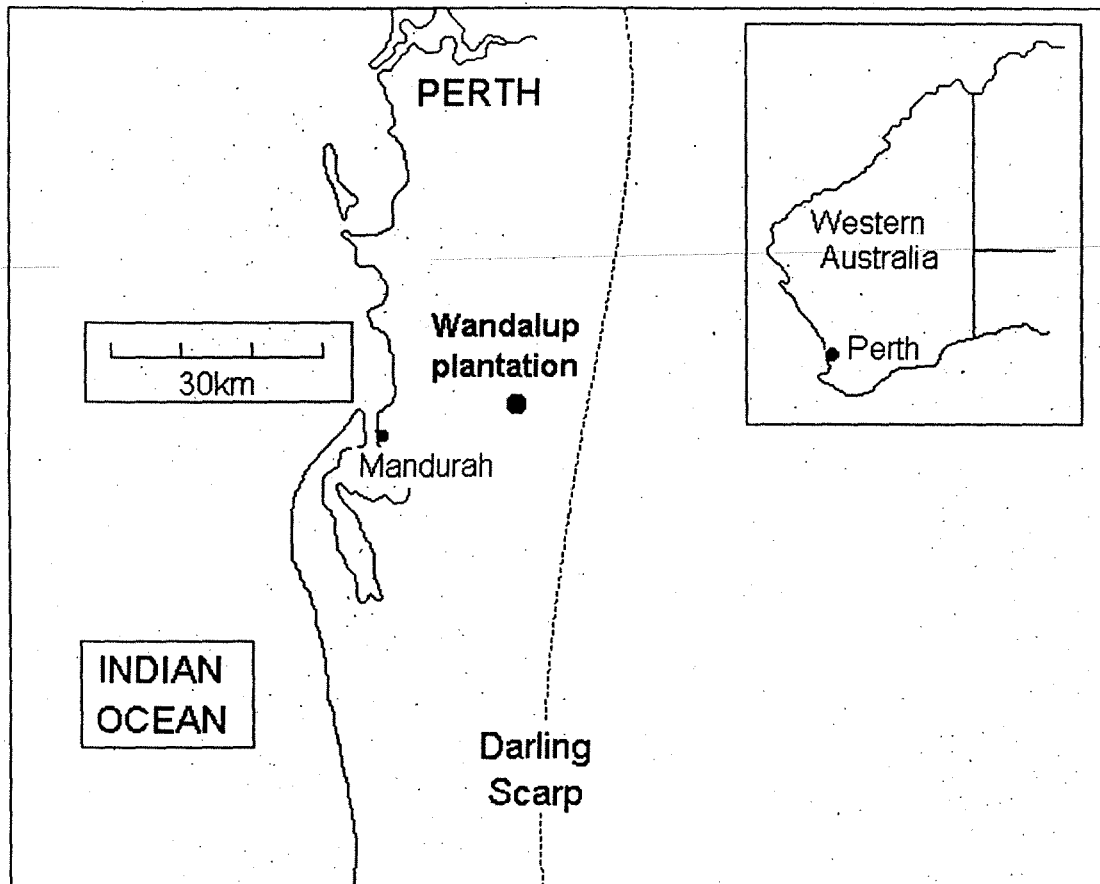 PERTH
Western
Australia
Perth
Wandalup
plantation
30km
Mandurah
INDIAN
OCEAN
Darling
Scarp